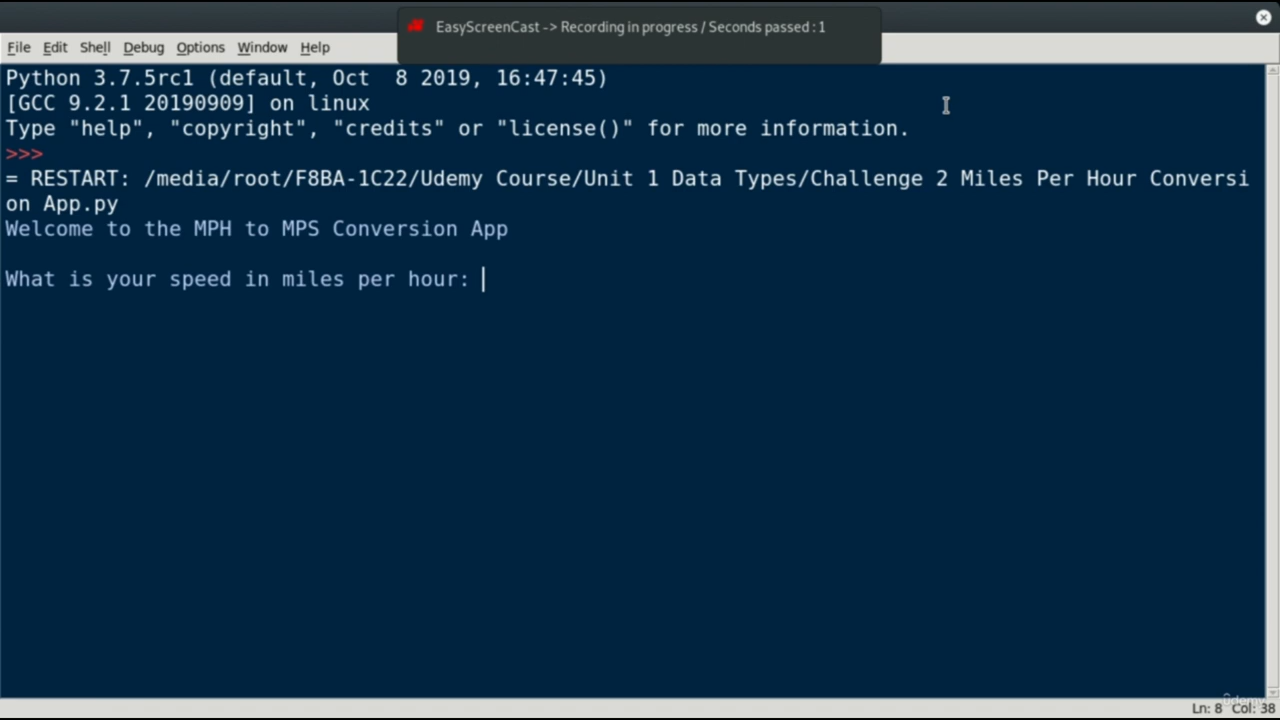 EasyScreenCast -> Recording in progress / Seconds passed : 1
File Edit Shell Debug Options Window Help
Python 3.7.5rc1 (default, Oct  8 2019, 16:47:45)
[GCC 9.2.1 20190909] on linux
Type "help", "copyright", "credits" or "license()" for more information.
>>>
= RESTART: /media/root/F8BA-1C22/Udemy Course/Unit 1 Data Types/Challenge 2 Miles Per Hour Conversi
on App.py
Welcome to the MPH to MPS Conversion App
What is your speed in miles per hour:
ûdemy
Ln: 8 Col: 38